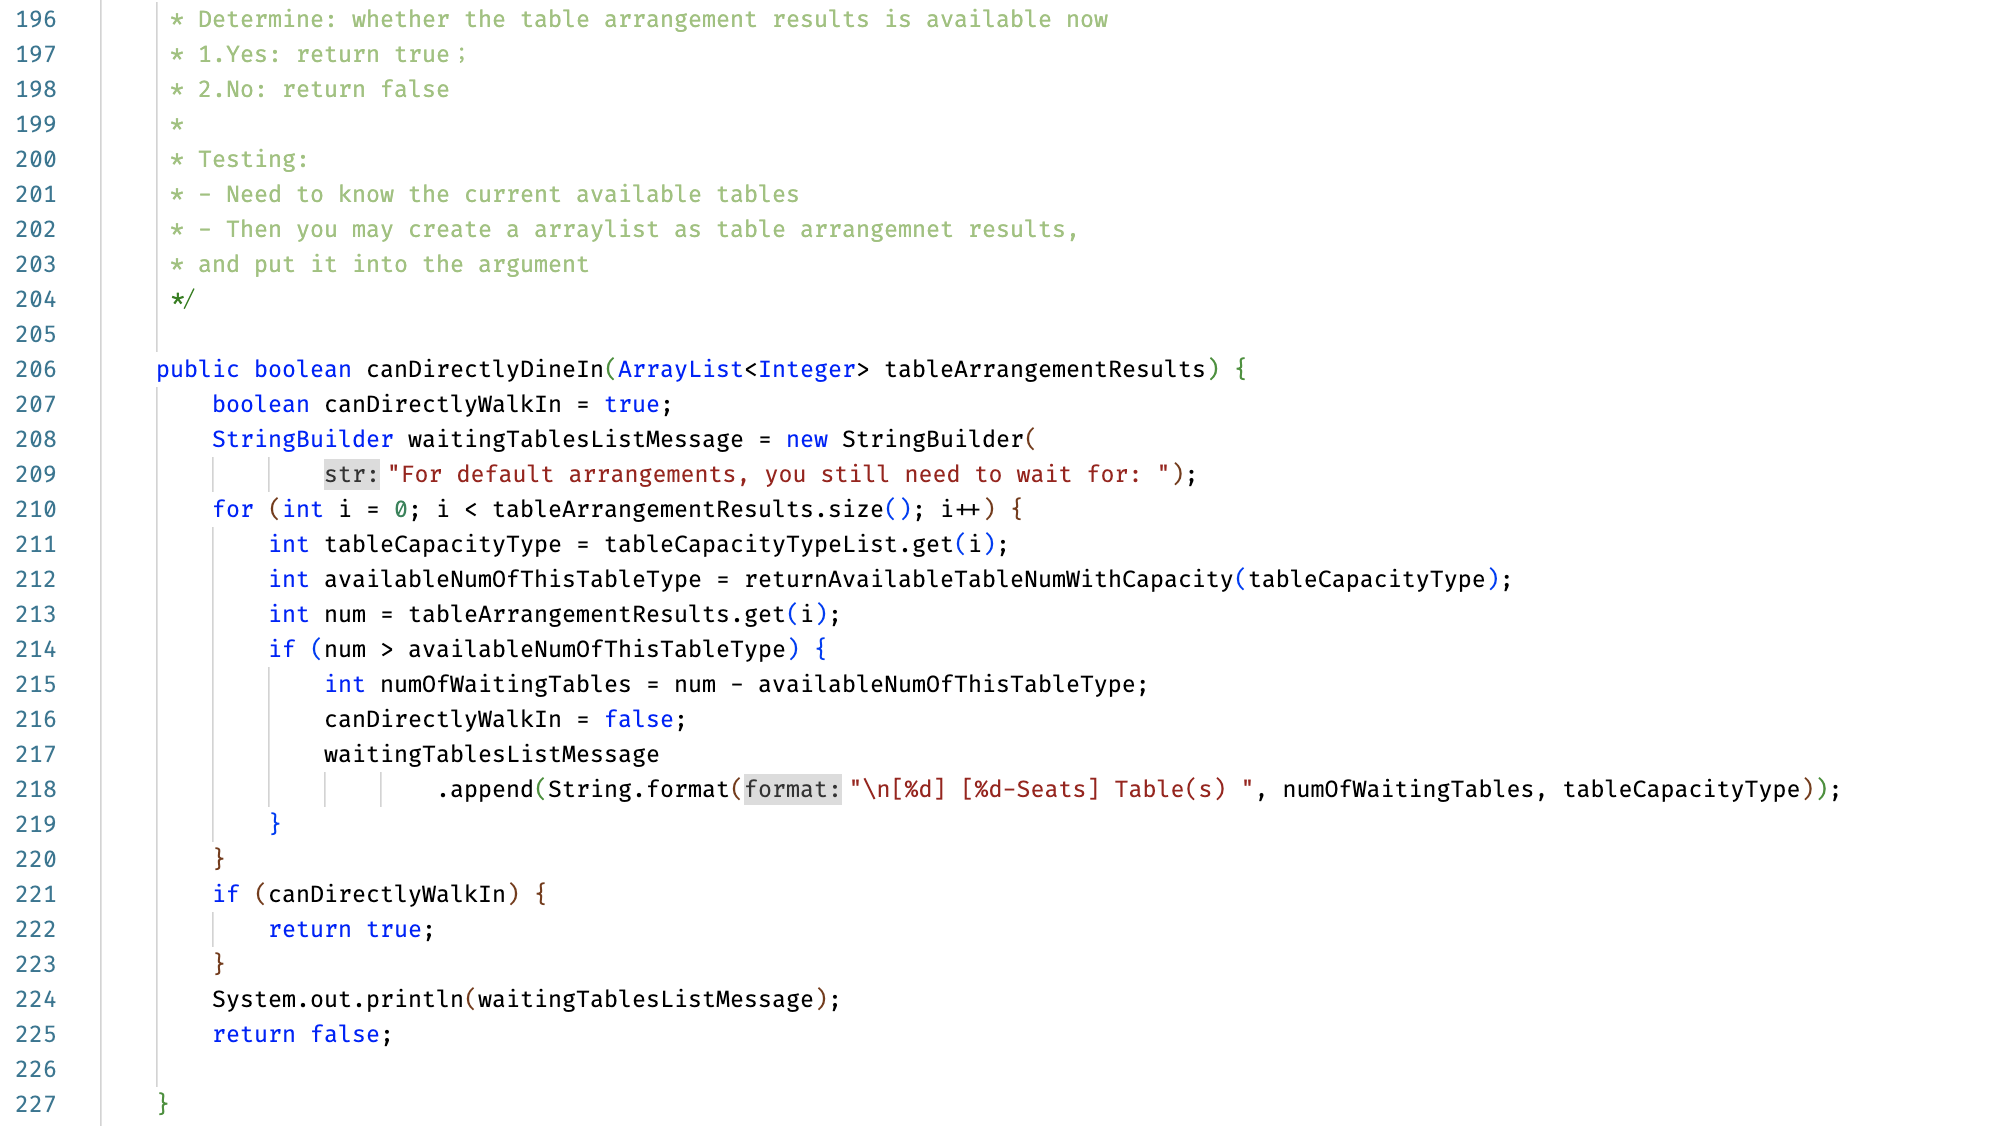 196 * Determine: whether the table arrangement results is available now
197 * 1.Yes: return true；
198 * 2.No: return false
199 *
200 * Testing:
201 * - Need to know the current available tables
202 * - Then you may create a arraylist as table arrangemnet results,
203 * and put it into the argument
204 */
205
206 public boolean canDirectlyDineIn(ArrayList<Integer> tableArrangementResults) {
207 boolean canDirectlyWalkIn = true;
208 StringBuilder waitingTablesListMessage = new StringBuilder(
209 str: "For default arrangements, you still need to wait for: ");
210 for (int i = 0; i < tableArrangementResults.size(); i++) {
211 int tableCapacityType = tableCapacityTypeList.get(i);
212 int availableNumOfThisTableType = returnAvailableTableNumWithCapacity(tableCapacityType);
213 int num = tableArrangementResults.get(i);
214 if (num > availableNumOfThisTableType) {
215 int numOfWaitingTables = num - availableNumOfThisTableType;
216 canDirectlyWalkIn = false;
217 waitingTablesListMessage
218 .append(String.format(format: "\n[%d] [%d-Seats] Table(s) ", numOfWaitingTables, tableCapacityType));
219 }
220 }
221 if (canDirectlyWalkIn) {
222 return true;
223 }
224 System.out.println(waitingTablesListMessage);
225 return false;
226
227 }